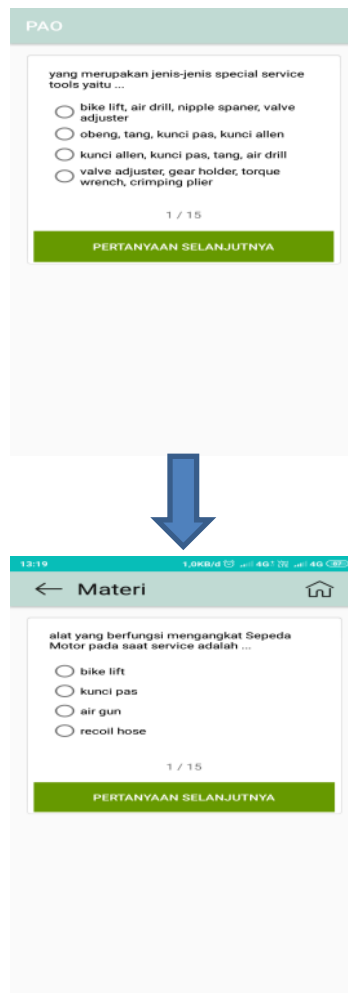 PAO
yang merupakan jenis-jenis special service
tools yaitu ...
bike lift, air drill, nipple spaner, valve
adjuster
obeng, tang, kunci pas, kunci allen
kunci allen, kunci pas, tang, air drill
valve adjuster, gear holder, torque
wrench, crimping plier
1 / 15
PERTANYAAN SELANJUTNYA
13:19 1,0KB/d 4G 4G
Materi
alat yang berfungsi mengangkat Sepeda
Motor pada saat service adalah ...
bike lift
kunci pas
air gun
recoil hose
1 / 15
PERTANYAAN SELANJUTNYA